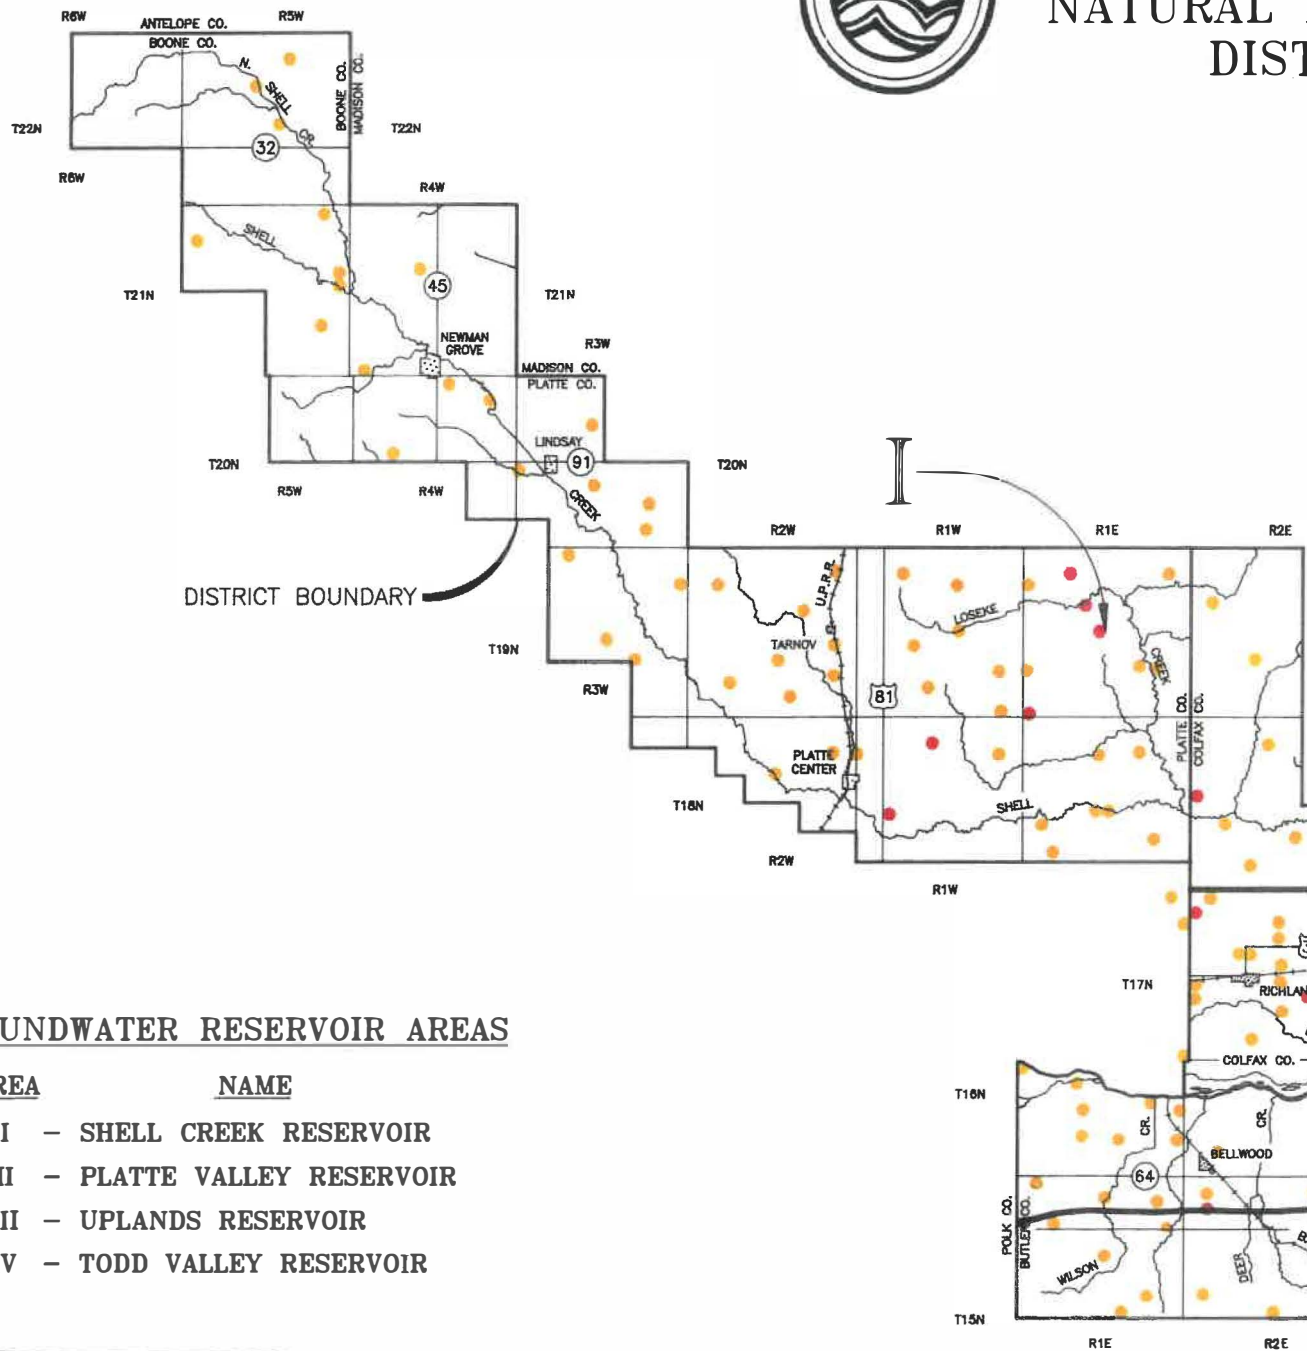 NATURAL
DIST
R6W
R5W
ANTELOPE CO.
BOONE CO.
N.
SHELL
CR.
BOONE CO.
MADISON CO.
T22N
T22N
32
R6W
R4W
SHELL
45
T21N
T21N
NEWMAN
GROVE
R3W
MADISON CO.
PLATTE CO.
LINDSAY
91
T20N
T20N
R5W
R4W
CREEK
I
R2W
R1W
R1E
R2E
DISTRICT BOUNDARY
U.P.R.R.
LOSEKE
CREEK
TARNOV
T19N
R3W
81
PLATTE CO.
COLFAX CO.
PLATTE
CENTER
T18N
SHELL
R2W
R1W
T17N
RICHLAN
COLFAX CO.
UNDWATER RESERVOIR AREAS
REA NAME
I – SHELL CREEK RESERVOIR
II – PLATTE VALLEY RESERVOIR
II – UPLANDS RESERVOIR
V – TODD VALLEY RESERVOIR
T16N
CR.
CR.
BELLWOOD
64
POLK CO.
BUTLER CO.
WILSON
DEER
T15N
R1E
R2E